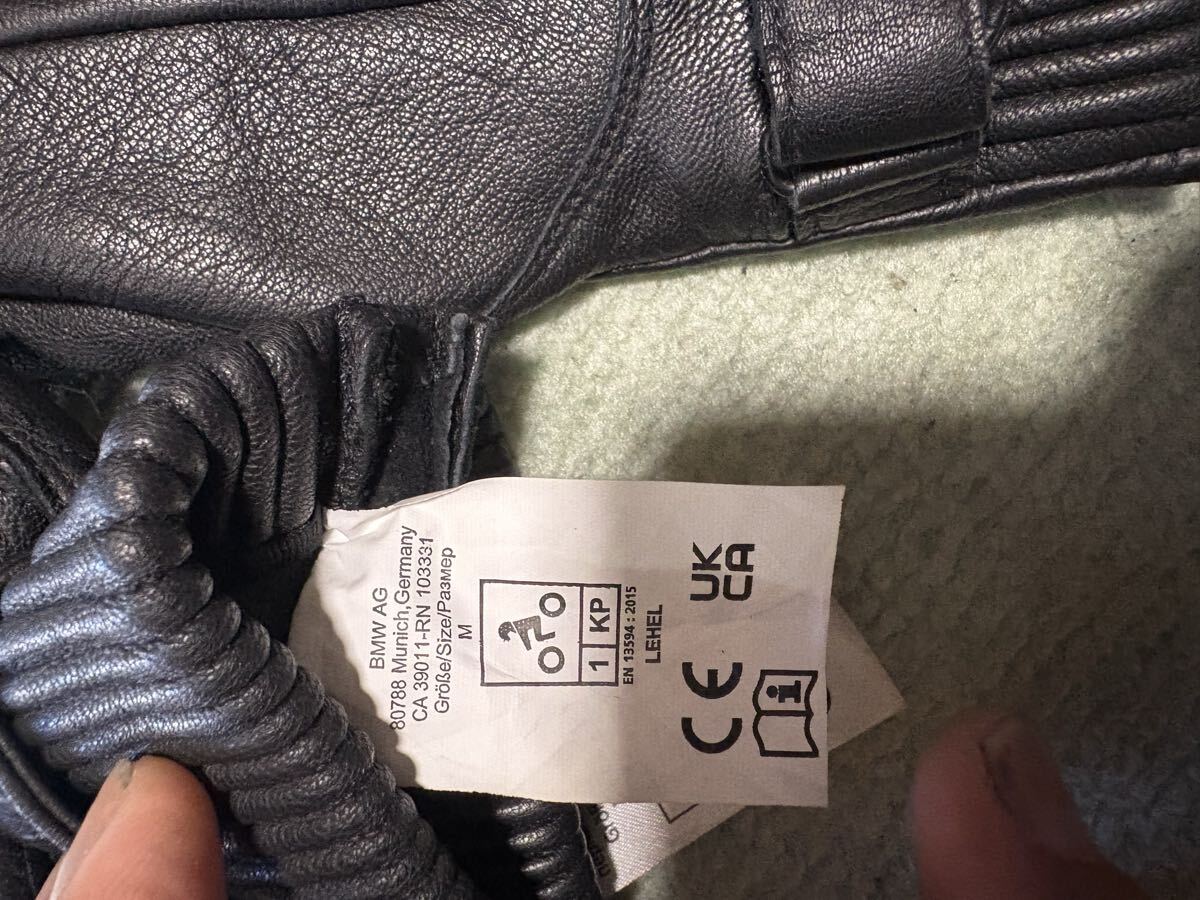 BMW AG
80788 Munich,Germany
CA 39011-RN 103331
Größe/Size/Размер
M
1 KP
EN 13594 : 2015
LEHEL
CE
UK
CA
i